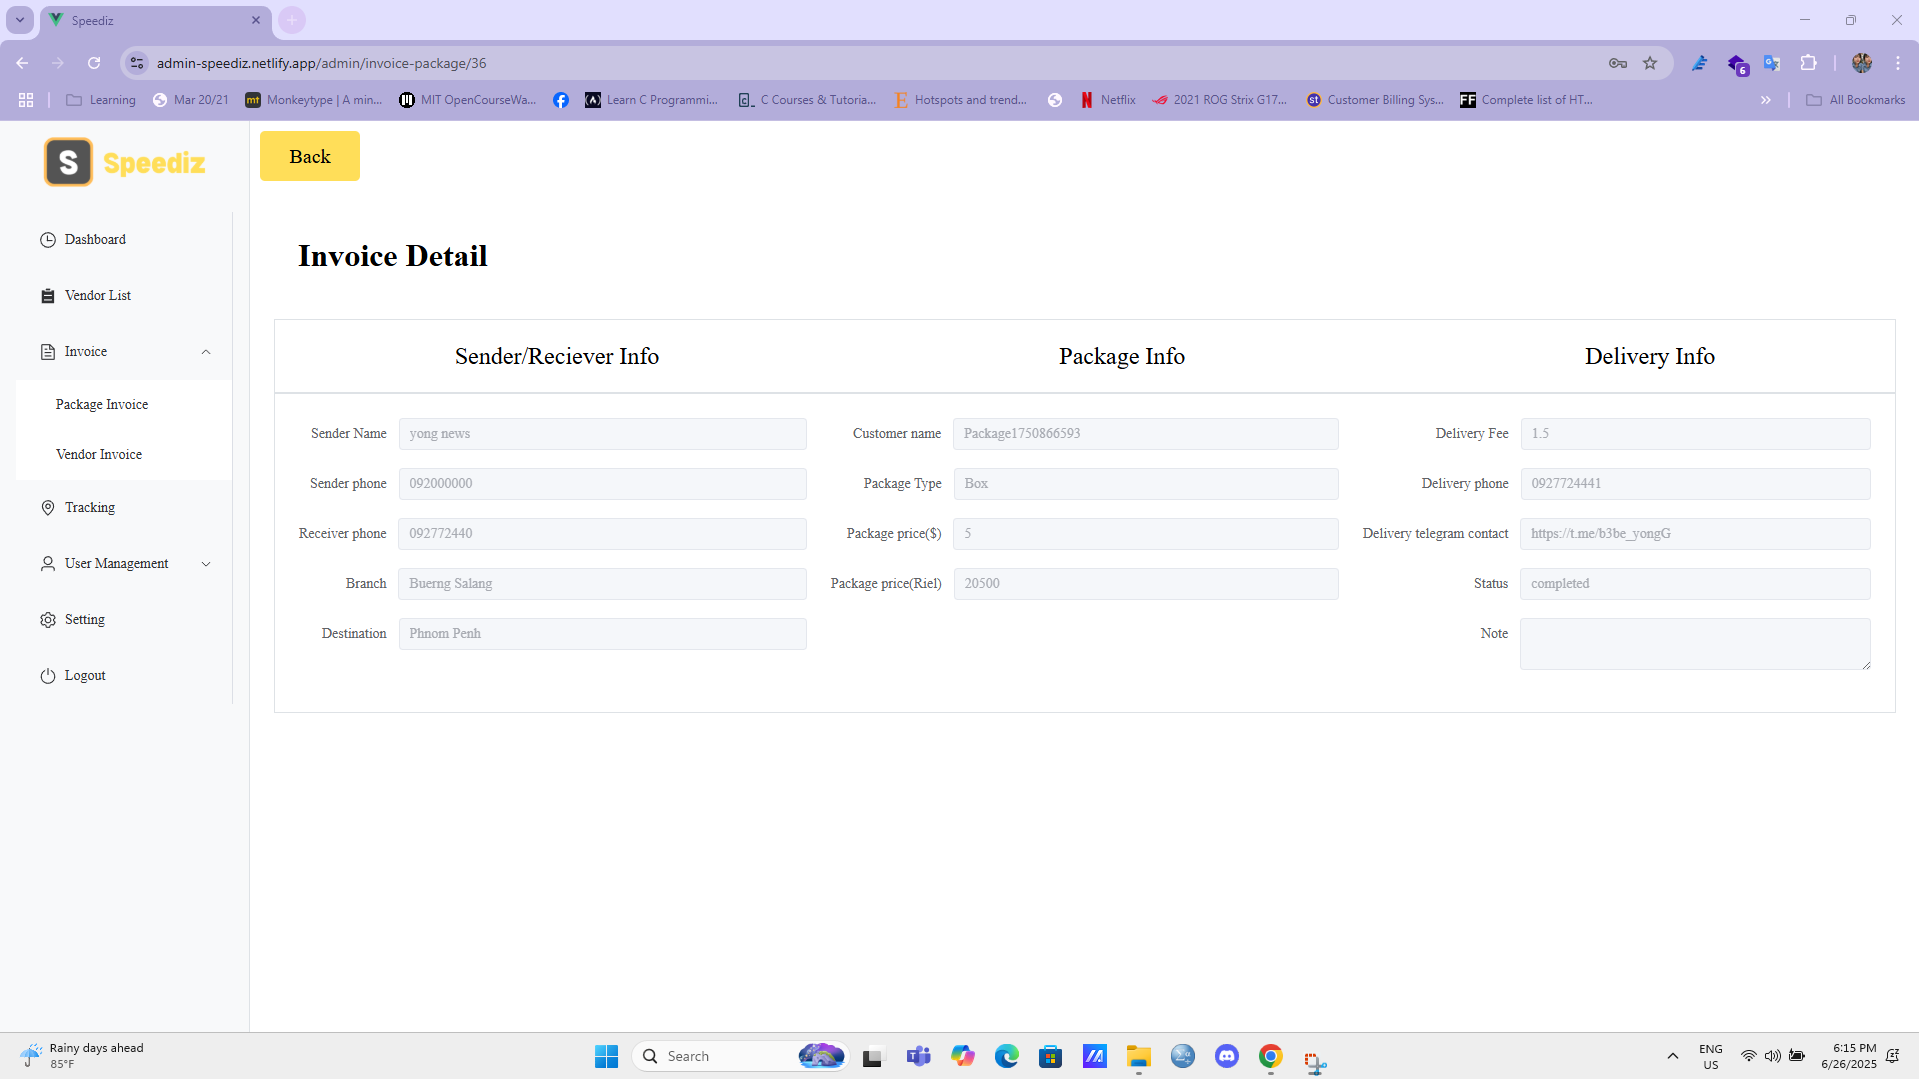 Speediz
admin-speediz.netlify.app/admin/invoice-package/36
6
Learning
Mar 20/21
mt Monkeytype | A min...
MIT OpenCourseWa...
Learn C Programmi...
C Courses & Tutoria...
E Hotspots and trend...
N Netflix
2021 ROG Strix G17...
st Customer Billing Sys...
FF Complete list of HT...
All Bookmarks
S Speediz
Back
Dashboard
Vendor List
Invoice
Package Invoice
Vendor Invoice
Tracking
User Management
Setting
Logout
Invoice Detail
Sender/Reciever Info
Package Info
Delivery Info
Sender Name yong news
Sender phone 092000000
Receiver phone 092772440
Branch Buerng Salang
Destination Phnom Penh
Customer name Package1750866593
Package Type Box
Package price($) 5
Package price(Riel) 20500
Delivery Fee 1.5
Delivery phone 0927724441
Delivery telegram contact https://t.me/b3be_yongG
Status completed
Note
Rainy days ahead
85°F
Search
ENG
US
6:15 PM
6/26/2025